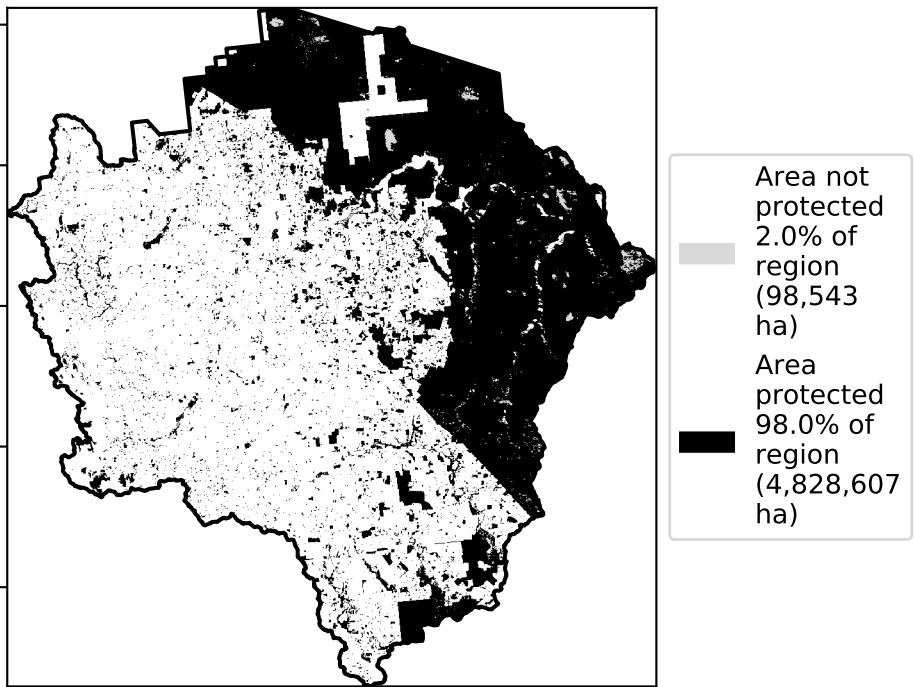 Area not
protected
2.0% of
region
(98,543
ha)
Area
protected
98.0% of
region
(4,828,607
ha)